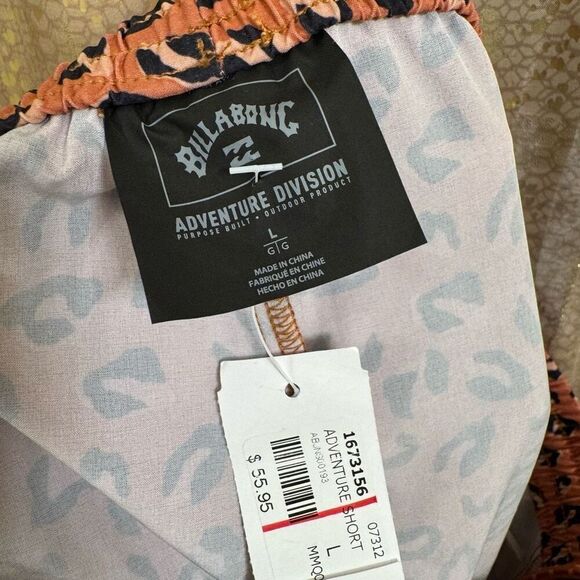 BILLABONG
ADVENTURE DIVISION
PURPOSE BUILT • OUTDOOR PRODUCT
L
G | G
MADE IN CHINA
FABRIQUÉ EN CHINE
HECHO EN CHINA
1673156 07312
ADVENTURE SHORT L
$ 55.95